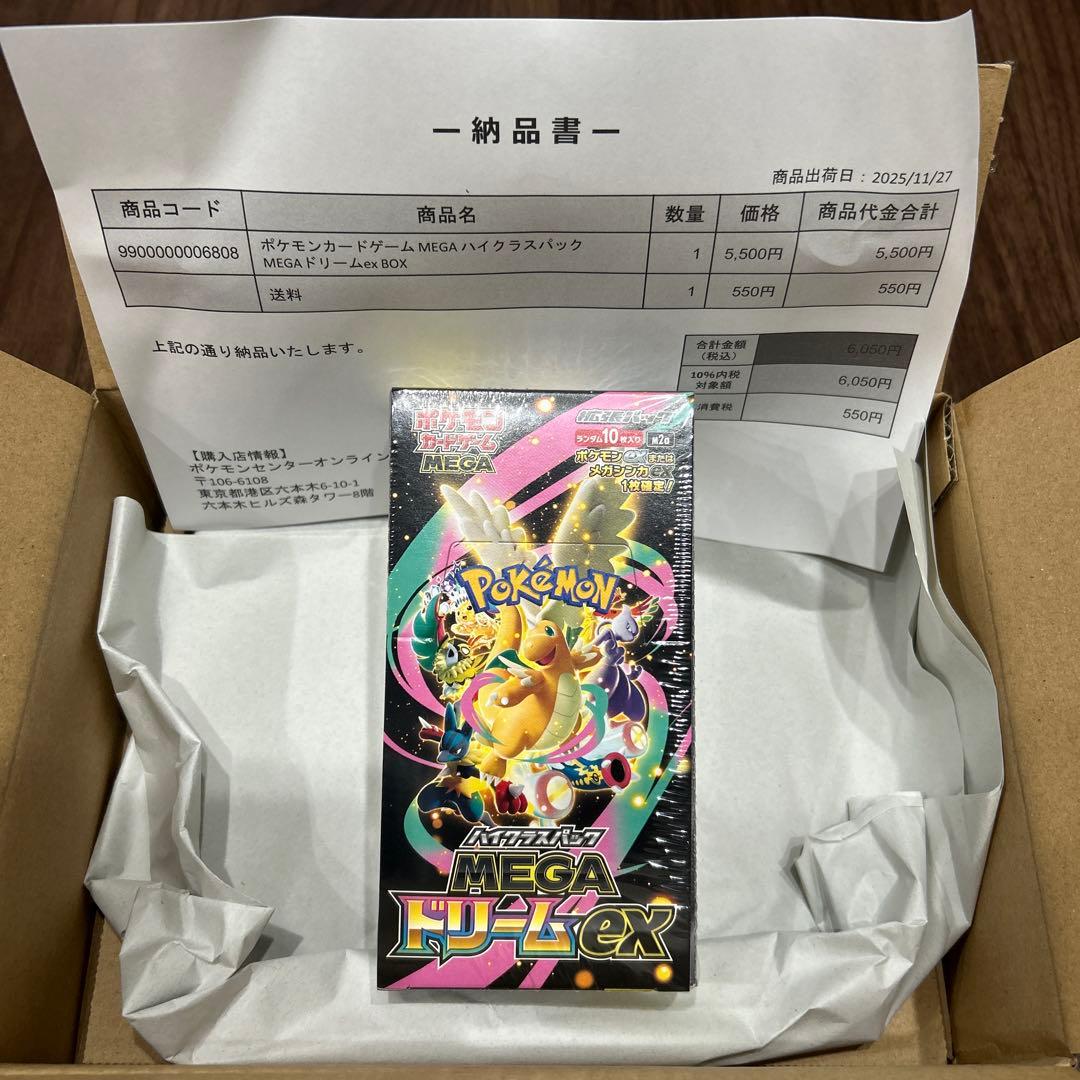 ー納品書ー
商品出荷日：2025/11/27
商品コード 商品名 数量 価格 商品代金合計
9900000006808 ポケモンカードゲーム MEGA ハイクラスパック
MEGAドリームex BOX 1 5,500円 5,500円
送料 1 550円 550円
上記の通り納品いたします。
合計金額
（税込） 6,050円
10%内税
対象額 6,050円
消費税 550円
【購入店情報】
ポケモンセンターオンライン
〒106-6108
東京都港区六本木6-10-1
六本木ヒルズ森タワー8階
ポケモン
カードゲーム
MEGA
拡張パック
ランダム10枚入り 第2版
ポケモンexまたは
メガシンカex
1枚確定！
POKéMON
ハイクラスパック
MEGA
ドリームex